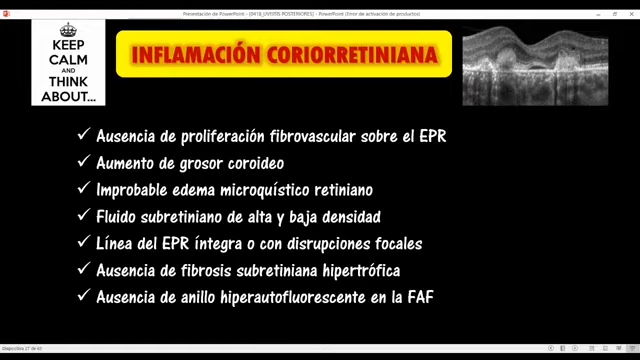 Presentación de PowerPoint - [0418_UVEITIS POSTERIORES] - PowerPoint (Error de activación de productos)
KEEP
CALM
AND
THINK
ABOUT...
INFLAMACIÓN CORIORRETINIANA
✓ Ausencia de proliferación fibrovascular sobre el EPR
✓ Aumento de grosor coroideo
✓ Improbable edema microquístico retiniano
✓ Fluido subretiniano de alta y baja densidad
✓ Línea del EPR íntegra o con disrupciones focales
✓ Ausencia de fibrosis subretiniana hipertrófica
✓ Ausencia de anillo hiperautofluorescente en la FAF